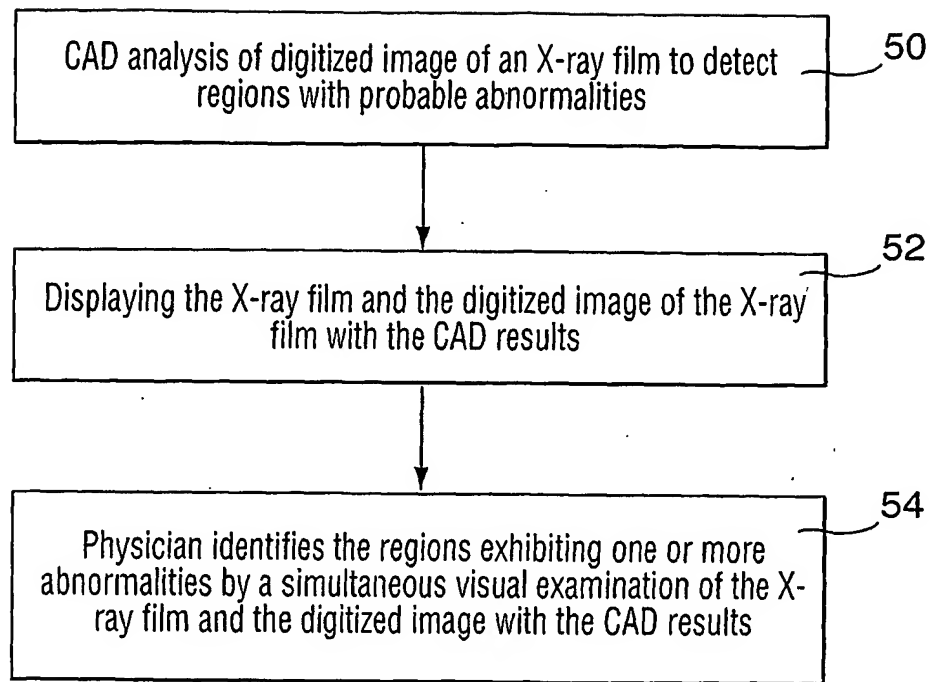 CAD analysis of digitized image of an X-ray film to detect
regions with probable abnormalities
50
Displaying the X-ray film and the digitized image of the X-ray
film with the CAD results
52
Physician identifies the regions exhibiting one or more
abnormalities by a simultaneous visual examination of the X-
ray film and the digitized image with the CAD results
54